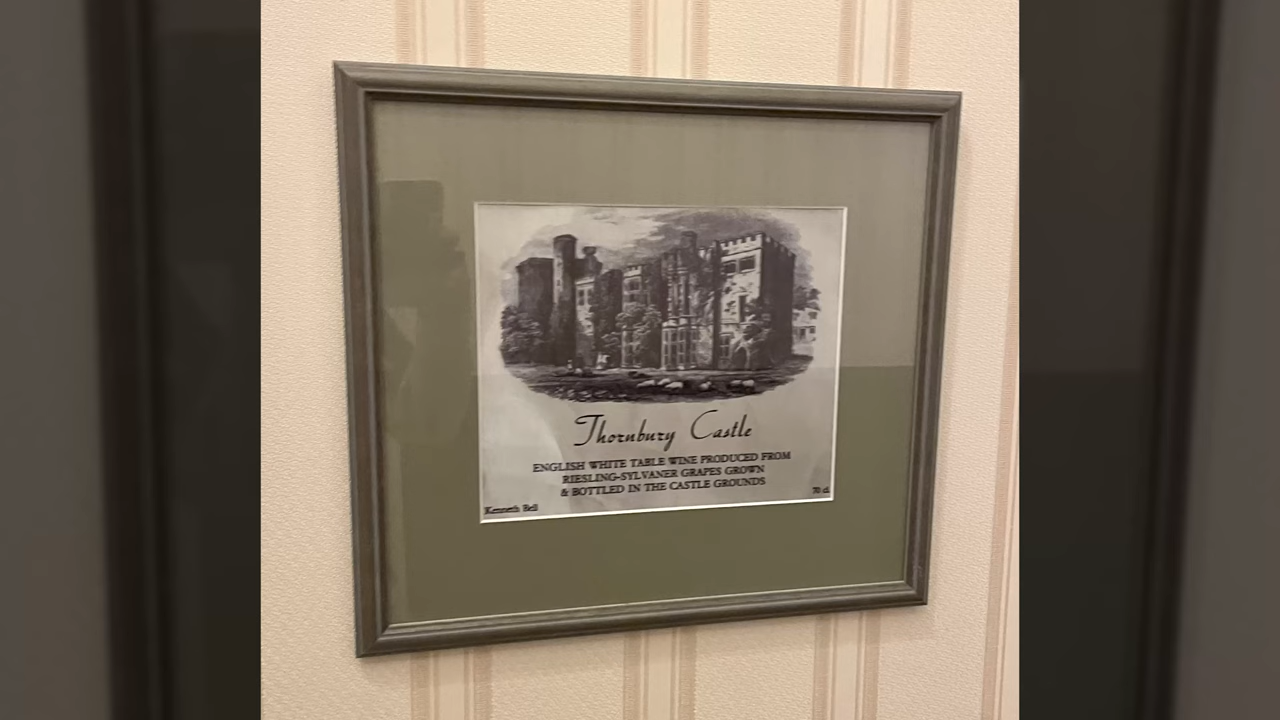 Thornbury Castle
ENGLISH WHITE TABLE WINE PRODUCED FROM
RIESLING-SYLVANER GRAPES GROWN
& BOTTLED IN THE CASTLE GROUNDS
Kenneth Bell
70 cl